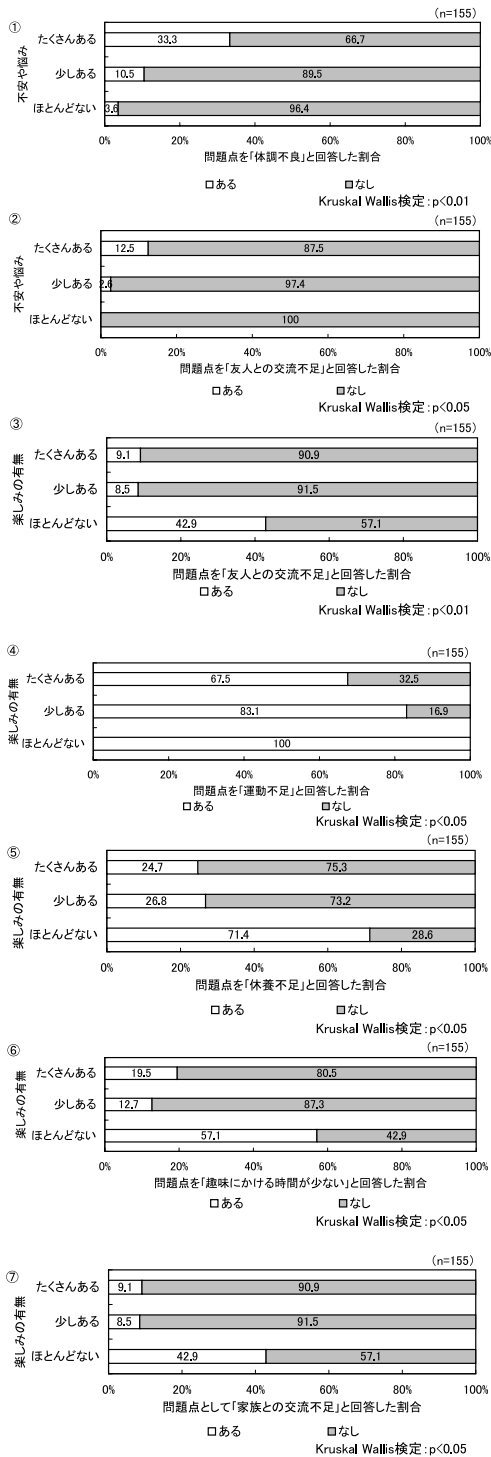 ①
(n=155)
不安や悩み
たくさんある 33.3 66.7
少しある 10.5 89.5
ほとんどない 3.6 96.4
0% 20% 40% 60% 80% 100%
問題点を「体調不良」と回答した割合
□ある ■なし
Kruskal Wallis検定:p<0.01
②
(n=155)
不安や悩み
たくさんある 12.5 87.5
少しある 2.6 97.4
ほとんどない 100
0% 20% 40% 60% 80% 100%
問題点を「友人との交流不足」と回答した割合
□ある ■なし
Kruskal Wallis検定:p<0.05
③
(n=155)
楽しみの有無
たくさんある 9.1 90.9
少しある 8.5 91.5
ほとんどない 42.9 57.1
0% 20% 40% 60% 80% 100%
問題点を「友人との交流不足」と回答した割合
□ある ■なし
Kruskal Wallis検定:p<0.01
④
(n=155)
楽しみの有無
たくさんある 67.5 32.5
少しある 83.1 16.9
ほとんどない 100
0% 20% 40% 60% 80% 100%
問題点を「運動不足」と回答した割合
□ある ■なし
Kruskal Wallis検定:p<0.05
⑤
(n=155)
楽しみの有無
たくさんある 24.7 75.3
少しある 26.8 73.2
ほとんどない 71.4 28.6
0% 20% 40% 60% 80% 100%
問題点を「休養不足」と回答した割合
□ある ■なし
Kruskal Wallis検定:p<0.05
⑥
(n=155)
楽しみの有無
たくさんある 19.5 80.5
少しある 12.7 87.3
ほとんどない 57.1 42.9
0% 20% 40% 60% 80% 100%
問題点を「趣味にかける時間が少ない」と回答した割合
□ある ■なし
Kruskal Wallis検定:p<0.05
⑦
(n=155)
楽しみの有無
たくさんある 9.1 90.9
少しある 8.5 91.5
ほとんどない 42.9 57.1
0% 20% 40% 60% 80% 100%
問題点として「家族との交流不足」と回答した割合
□ある ■なし
Kruskal Wallis検定:p<0.05